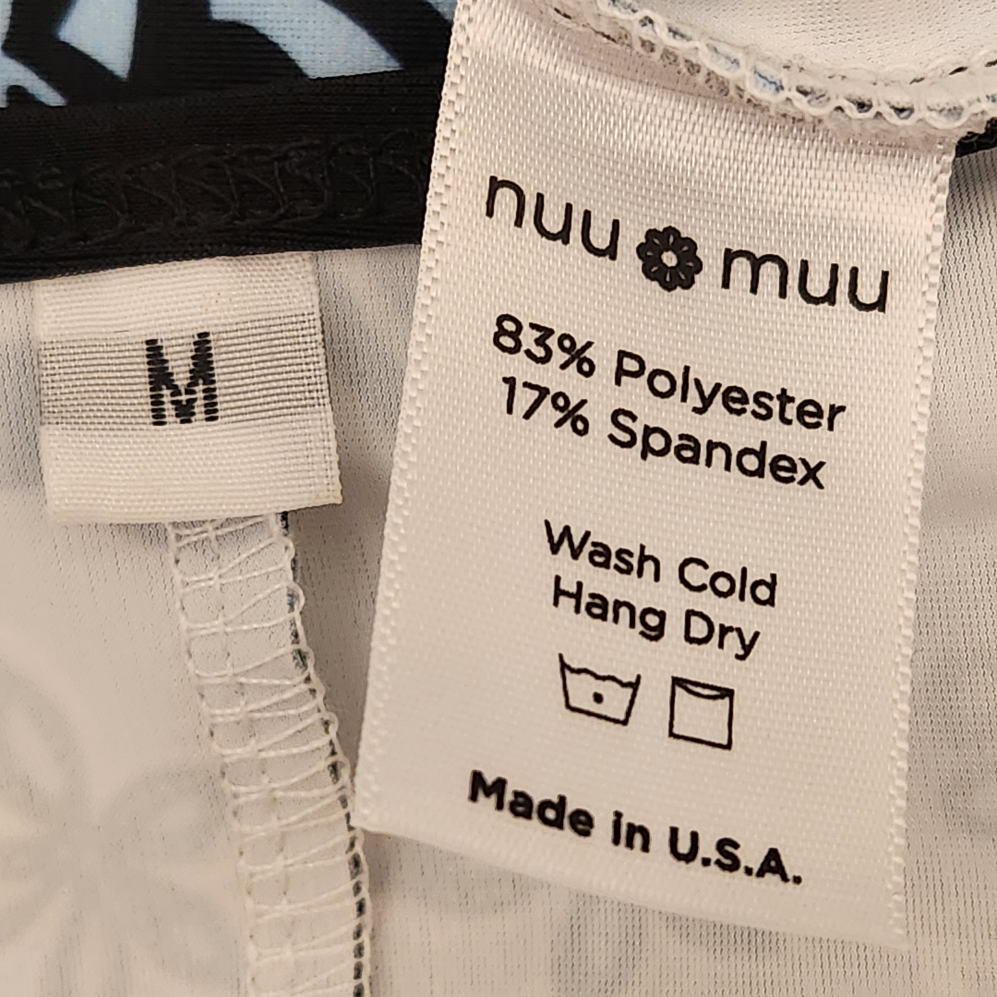 M
nuu muu
83% Polyester
17% Spandex
Wash Cold
Hang Dry
Made in U.S.A.